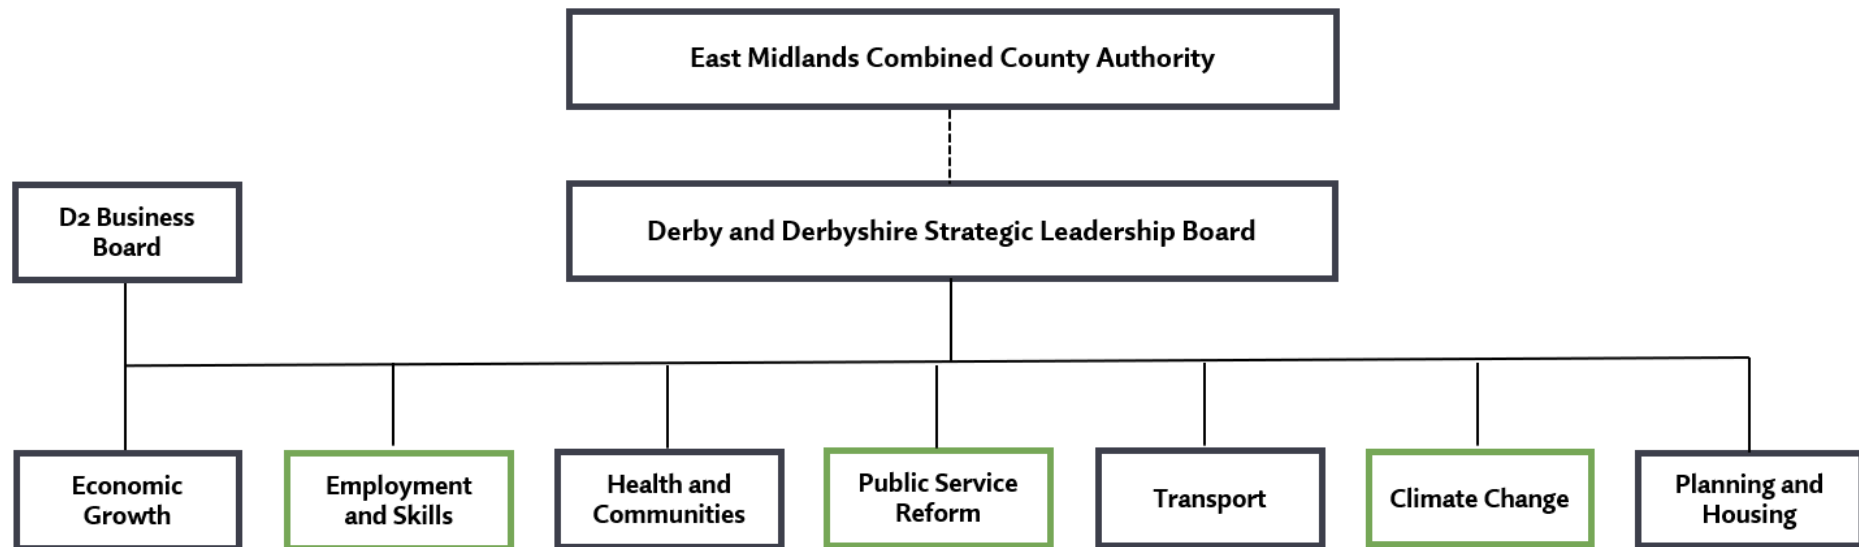 East Midlands Combined County Authority
D2 Business
Board
Derby and Derbyshire Strategic Leadership Board
Economic
Growth
Employment
and Skills
Health and
Communities
Public Service
Reform
Transport
Climate Change
Planning and
Housing